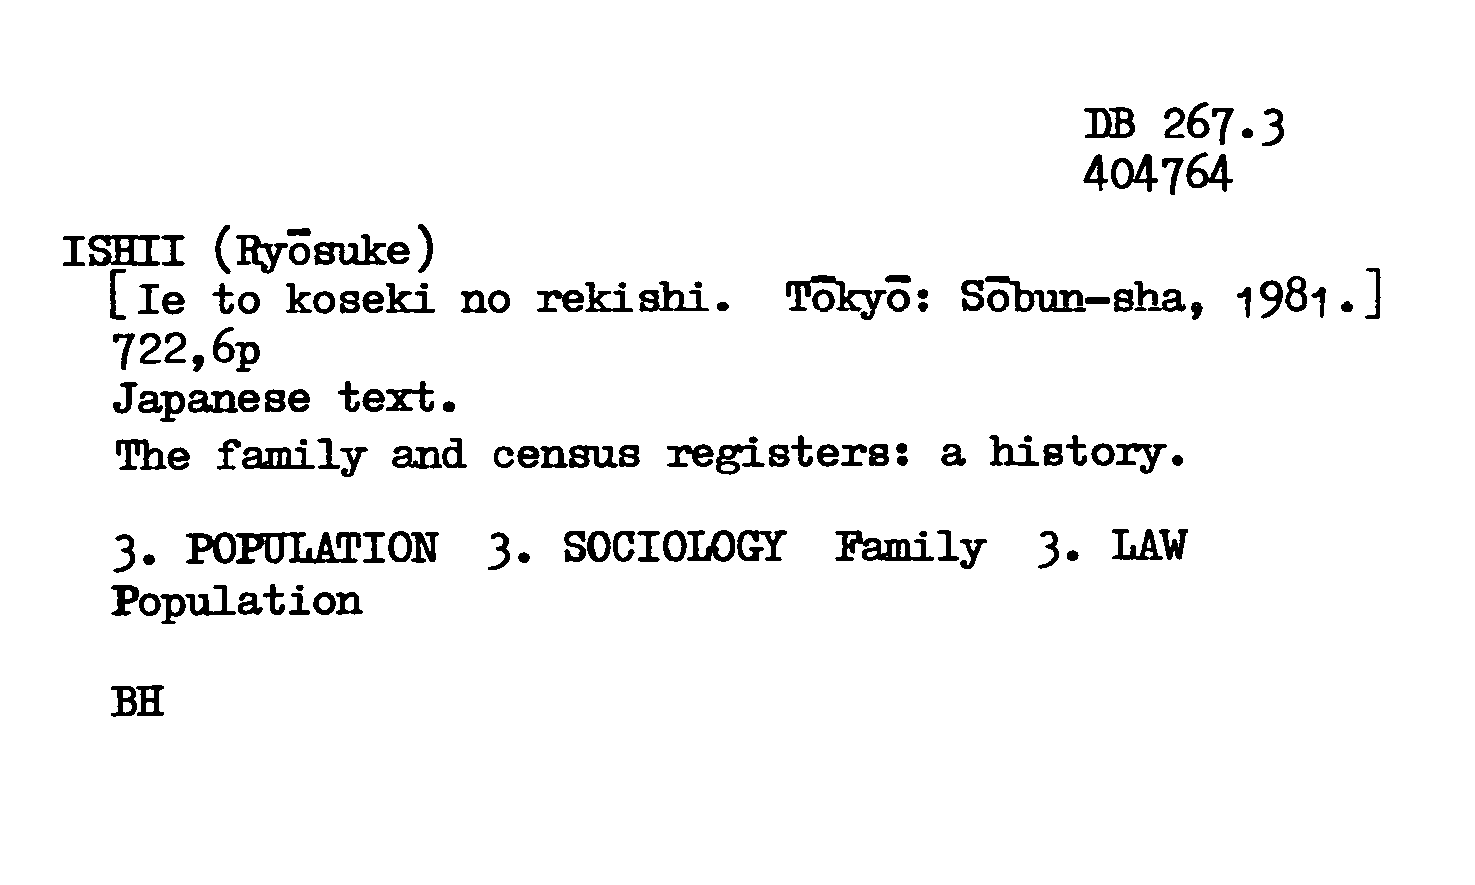 DB 267.3
404764
ISHII (Ryōsuke)
[Ie to koseki no rekishi. Tōkyō: Sōbun-sha, 1981.]
722,6p
Japanese text.
The family and census registers: a history.
3. POPULATION 3. SOCIOLOGY Family 3. LAW
Population
BH